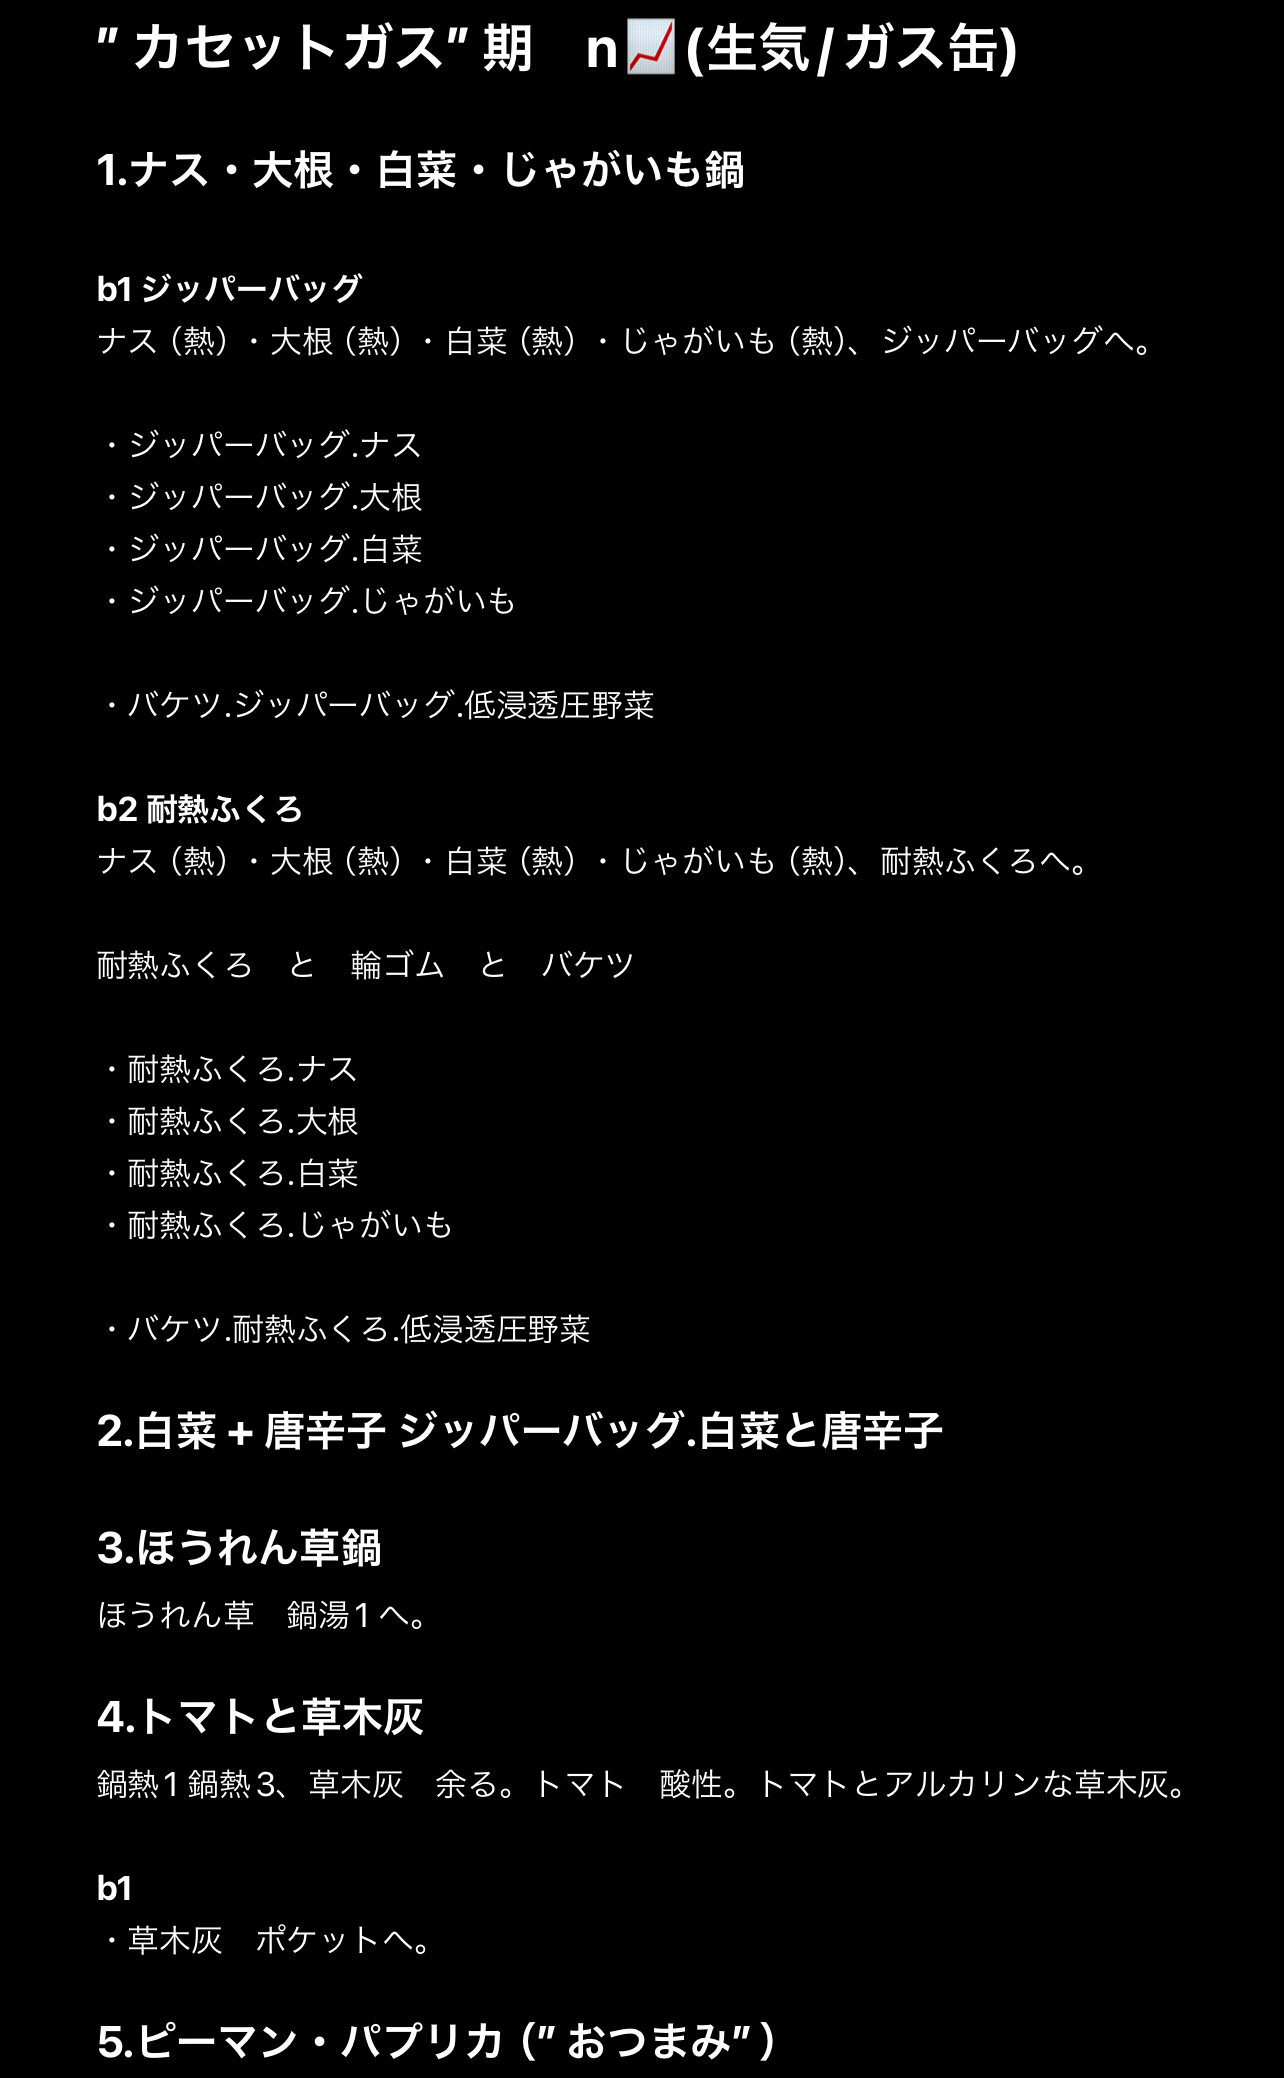 ” カセットガス” 期　n📈(生気/ガス缶)
1.ナス・大根・白菜・じゃがいも鍋
b1 ジッパーバッグ
ナス（熱）・大根（熱）・白菜（熱）・じゃがいも（熱）、ジッパーバッグへ。
・ジッパーバッグ.ナス
・ジッパーバッグ.大根
・ジッパーバッグ.白菜
・ジッパーバッグ.じゃがいも
・バケツ.ジッパーバッグ.低浸透圧野菜
b2 耐熱ふくろ
ナス（熱）・大根（熱）・白菜（熱）・じゃがいも（熱）、耐熱ふくろへ。
耐熱ふくろ　と　輪ゴム　と　バケツ
・耐熱ふくろ.ナス
・耐熱ふくろ.大根
・耐熱ふくろ.白菜
・耐熱ふくろ.じゃがいも
・バケツ.耐熱ふくろ.低浸透圧野菜
2.白菜 + 唐辛子 ジッパーバッグ.白菜と唐辛子
3.ほうれん草鍋
ほうれん草　鍋湯1 へ。
4.トマトと草木灰
鍋熱1 鍋熱3、草木灰　余る。トマト　酸性。トマトとアルカリンな草木灰。
b1
・草木灰　ポケットへ。
5.ピーマン・パプリカ（” おつまみ”）